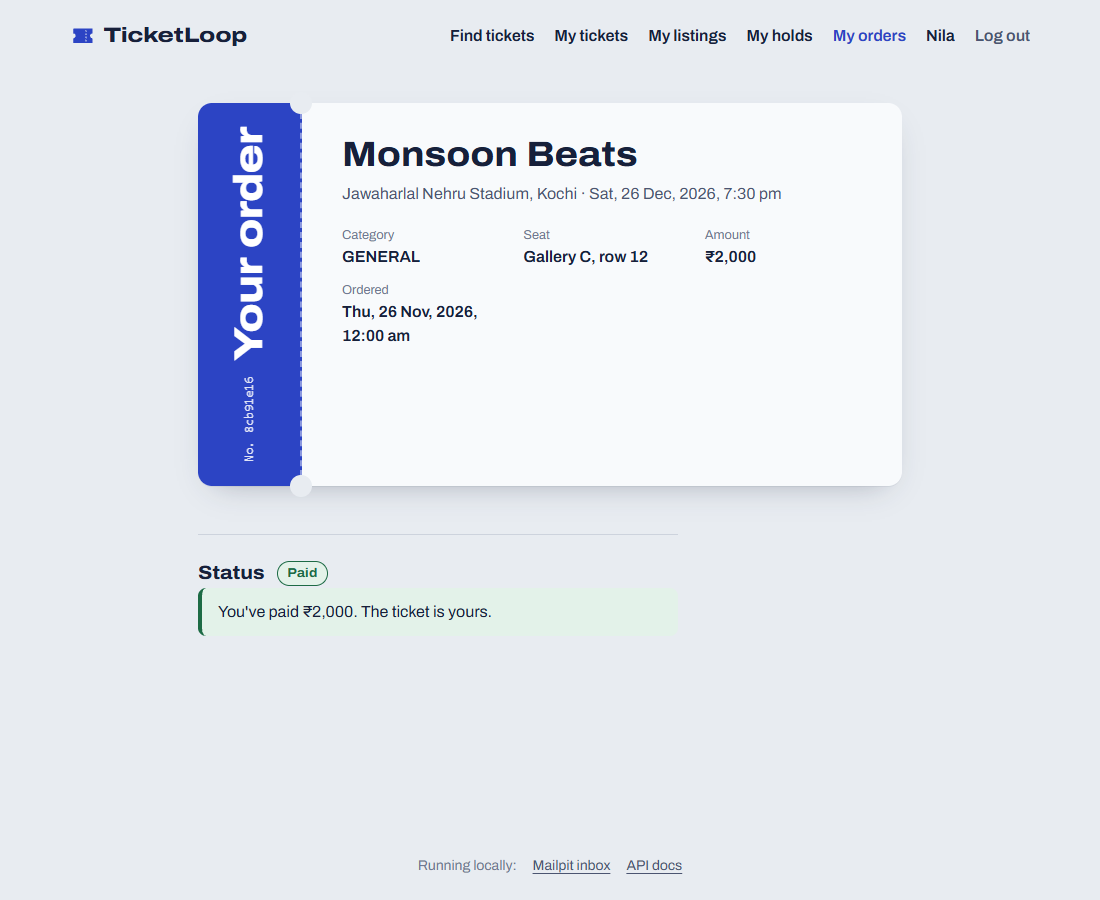 TicketLoop
Find tickets
My tickets
My listings
My holds
My orders
Nila
Log out
Your order
No. 8cb91e16
Monsoon Beats
Jawaharlal Nehru Stadium, Kochi · Sat, 26 Dec, 2026, 7:30 pm
Category
GENERAL
Seat
Gallery C, row 12
Amount
₹2,000
Ordered
Thu, 26 Nov, 2026,
12:00 am
Status
Paid
You've paid ₹2,000. The ticket is yours.
Running locally:
Mailpit inbox
API docs